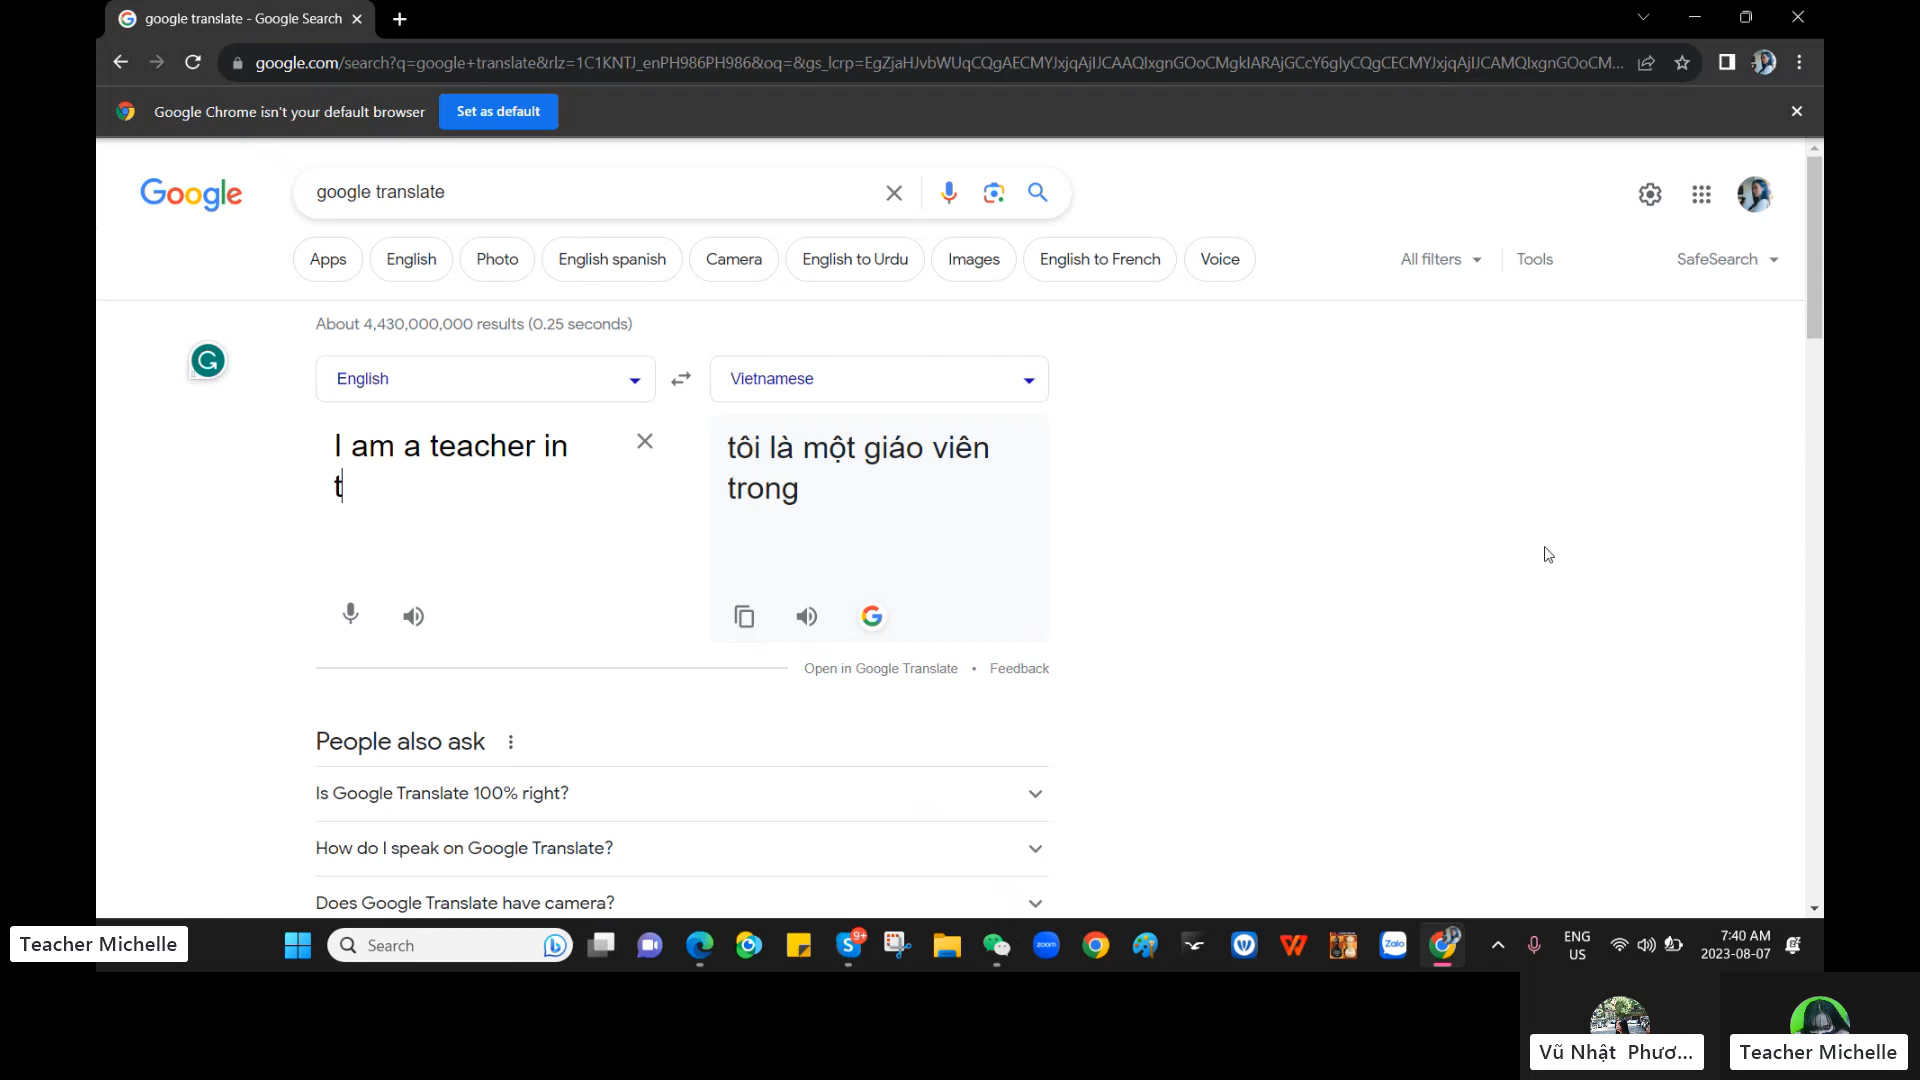 google translate - Google Search
google.com/search?q=google+translate&rlz=1C1KNTJ_enPH986PH986&oq=&gs_lcrp=EgZjaHJvbWUqCQgAECMYJxjqAjIJCAAQIxgnGOoCMgkIARAjGCcY6gIyCQgCECMYJxjqAjIJCAMQIxgnGOoCM...
Google Chrome isn't your default browser
Set as default
Google
google translate
Apps
English
Photo
English spanish
Camera
English to Urdu
Images
English to French
Voice
All filters
Tools
SafeSearch
About 4,430,000,000 results (0.25 seconds)
English
Vietnamese
I am a teacher in
t
tôi là một giáo viên
trong
Open in Google Translate • Feedback
People also ask
Is Google Translate 100% right?
How do I speak on Google Translate?
Does Google Translate have camera?
Teacher Michelle
Search
9+
zoom
Zalo
ENG
US
7:40 AM
2023-08-07
Vũ Nhật Phươ...
Teacher Michelle